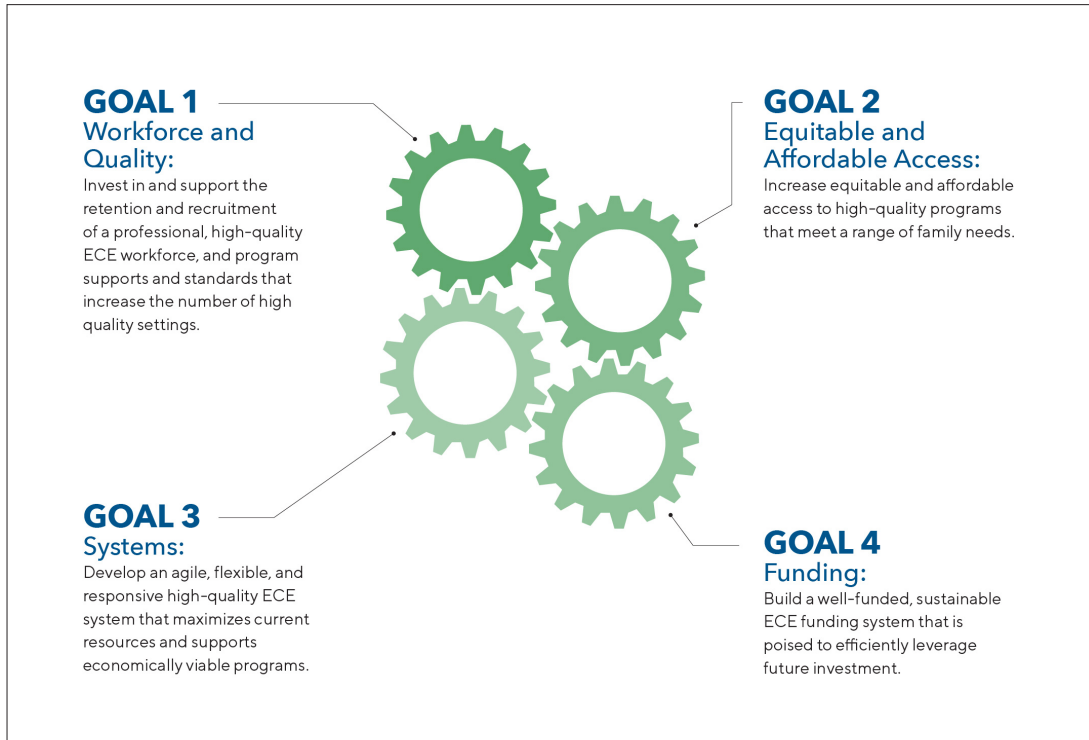 GOAL 1
Workforce and
Quality:
Invest in and support the
retention and recruitment
of a professional, high-quality
ECE workforce, and program
supports and standards that
increase the number of high
quality settings.
GOAL 2
Equitable and
Affordable Access:
Increase equitable and affordable
access to high-quality programs
that meet a range of family needs.
GOAL 3
Systems:
Develop an agile, flexible, and
responsive high-quality ECE
system that maximizes current
resources and supports
economically viable programs.
GOAL 4
Funding:
Build a well-funded, sustainable
ECE funding system that is
poised to efficiently leverage
future investment.